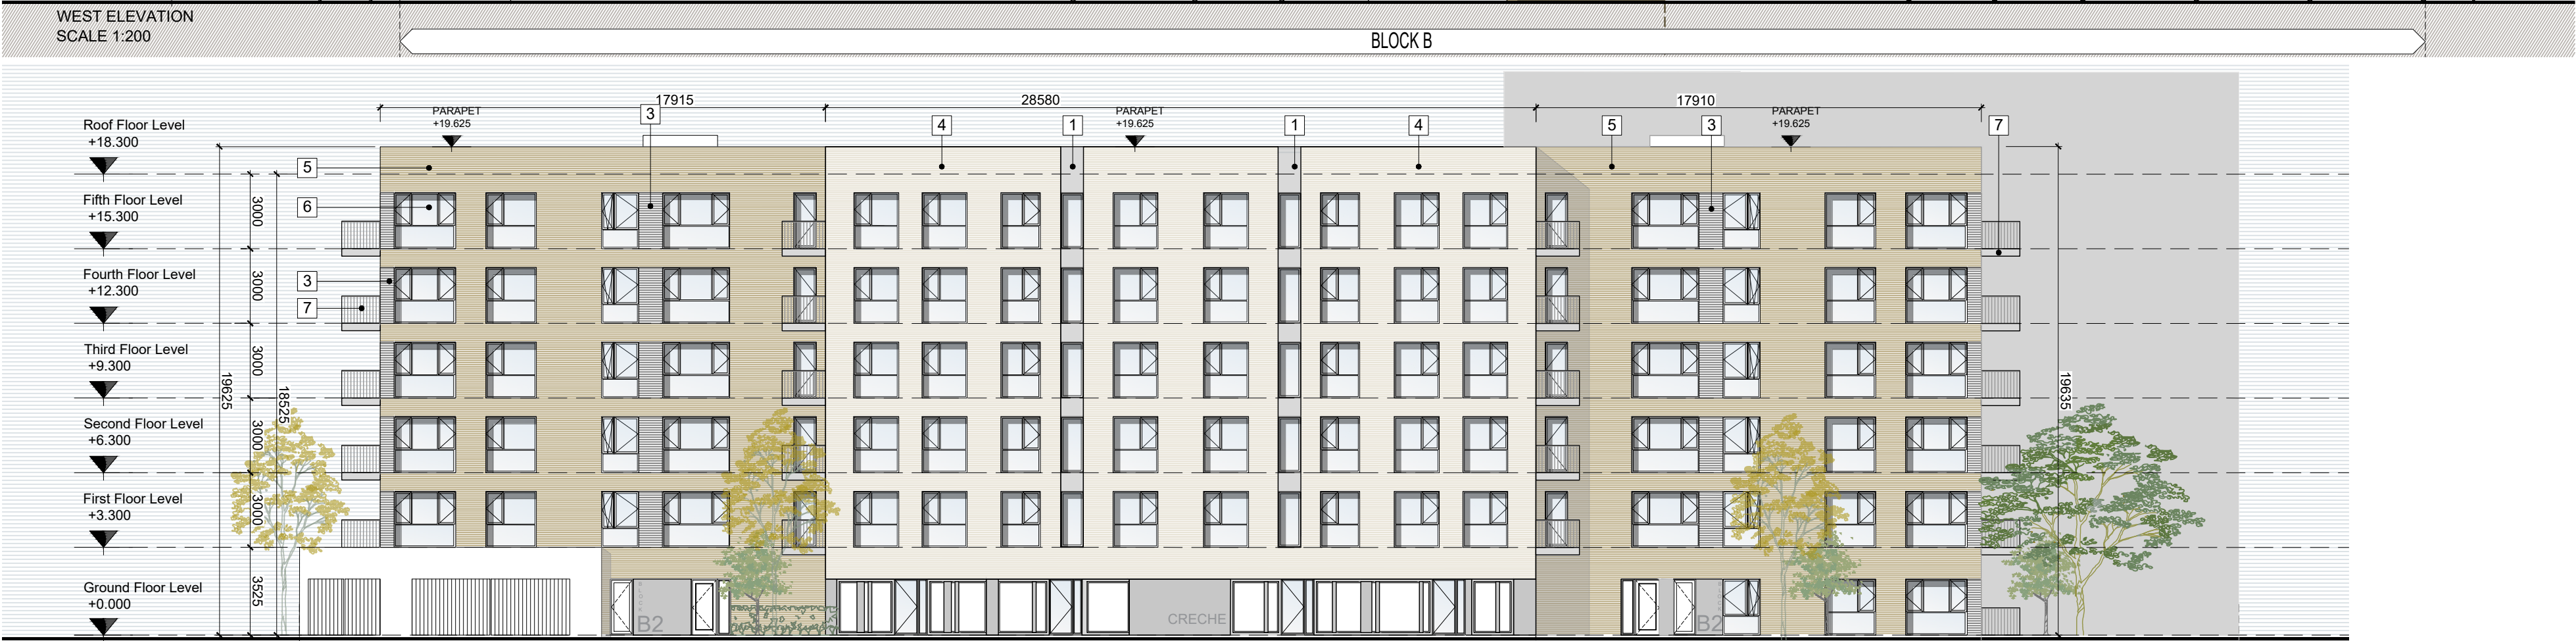 WEST ELEVATION
SCALE 1:200
BLOCK B
17915
28580
17910
PARAPET
+19.625
PARAPET
+19.625
PARAPET
+19.625
3
4
1
1
4
5
3
7
Roof Floor Level
+18.300
5
Fifth Floor Level
+15.300
6
3000
Fourth Floor Level
+12.300
3
7
3000
Third Floor Level
+9.300
3000
19625
18525
19635
Second Floor Level
+6.300
3000
First Floor Level
+3.300
3000
Ground Floor Level
+0.000
3525
B2
CRECHE
B2